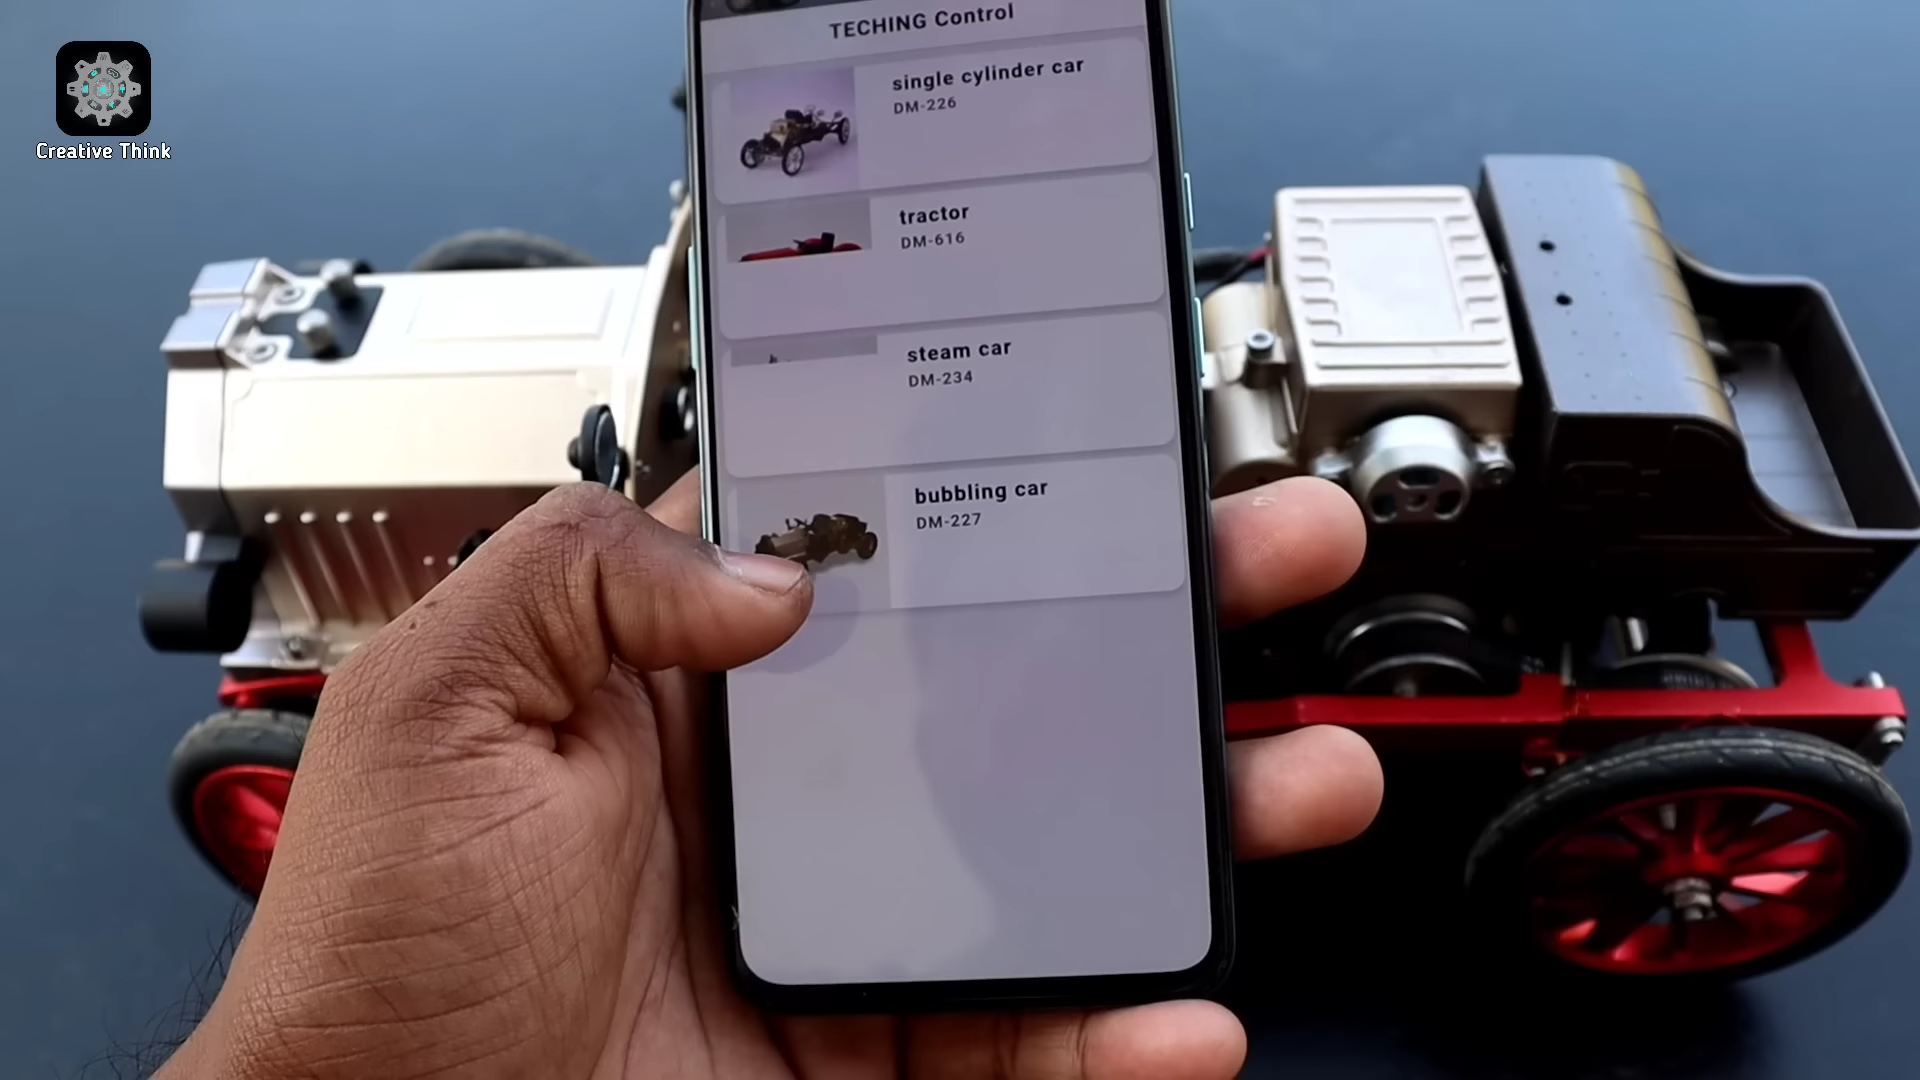 TECHING Control
single cylinder car
DM-226
Creative Think
tractor
DM-616
steam car
DM-234
bubbling car
DM-227